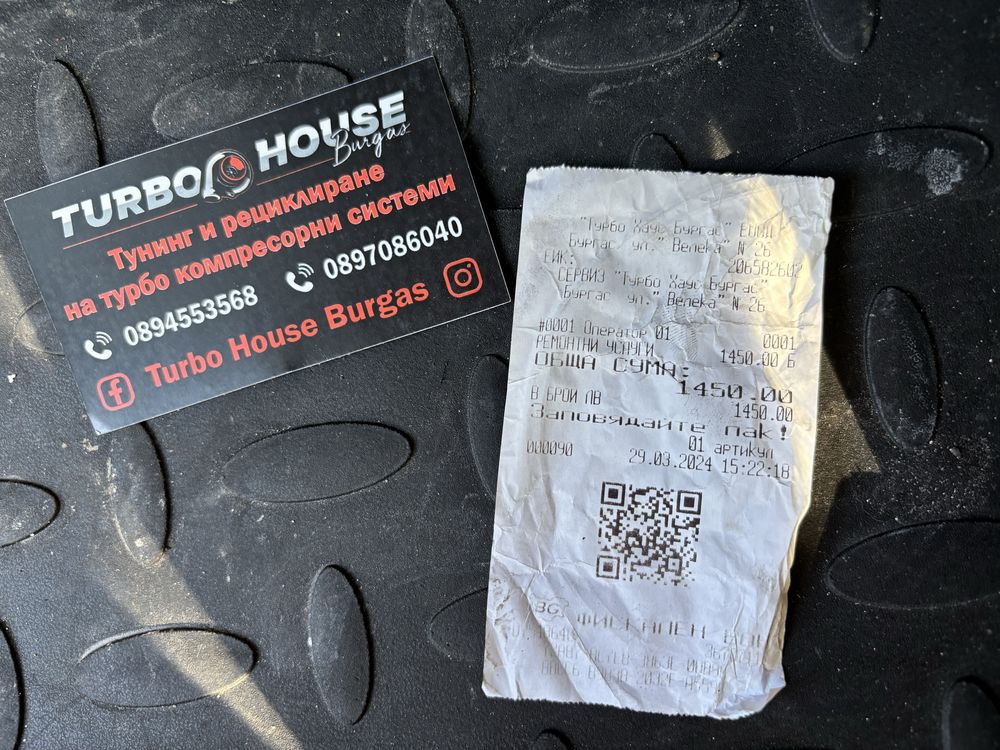 TURBO HOUSE
Burgas
Тунинг и рециклиране
на турбо компресорни системи
0894553568 0897086040
Turbo House Burgas
"Турбо Хаус Бургас" ЕООД
Бургас ул." Велека" N 26
ЕИК: 206582607
СЕРВИЗ "Турбо Хаус Бургас"
Бургас ул." Велека" N 26
#0001 Оператор 01 0001
РЕМОНТНИ УСЛУГИ 1450.00 Б
ОБЩА СУМА:
1450.00
В БРОЙ ЛВ 1450.00
Заповядайте пак!
01 артикул
000090 29.03.2024 15:22:18
BG
ФИСКАЛЕН БОН